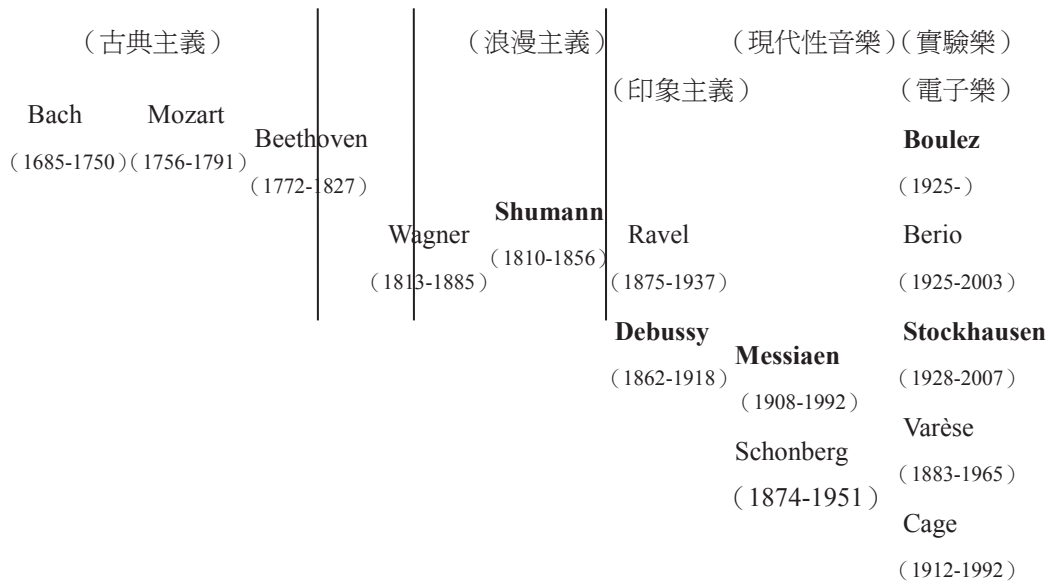 （古典主義） （浪漫主義） （現代性音樂）（實驗樂）
（印象主義） （電子樂）
Bach Mozart
Beethoven Boulez
（1685-1750）（1756-1791）
（1772-1827） （1925-）
Shumann
Wagner Ravel Berio
（1810-1856）
（1813-1885） （1875-1937） （1925-2003）
Debussy Stockhausen
Messiaen
（1862-1918） （1928-2007）
（1908-1992）
Varèse
Schonberg
（1883-1965）
（1874-1951）
Cage
（1912-1992）